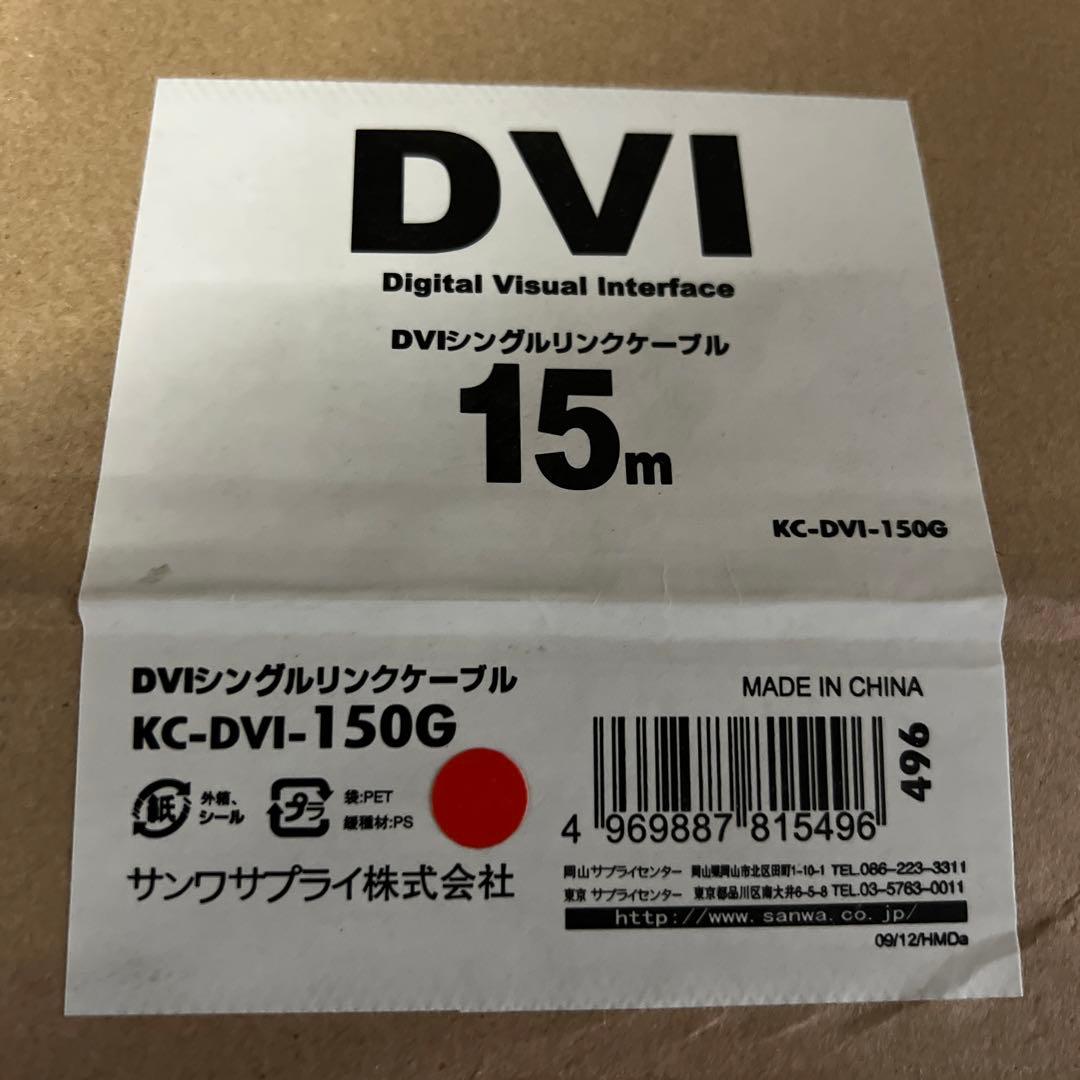 DVI
Digital Visual Interface
DVIシングルリンクケーブル
15m
KC-DVI-150G
DVIシングルリンクケーブル
KC-DVI-150G
MADE IN CHINA
紙
外箱、
シール
プラ
袋:PET
緩衝材:PS
サンワサプライ株式会社
496
4 969887 815496
岡山サプライセンター 岡山県岡山市北区田町1-10-1 TEL.086-223-3311
東京サプライセンター 東京都品川区南大井6-5-8 TEL.03-5763-0011
http://www.sanwa.co.jp/
09/12/HMDa